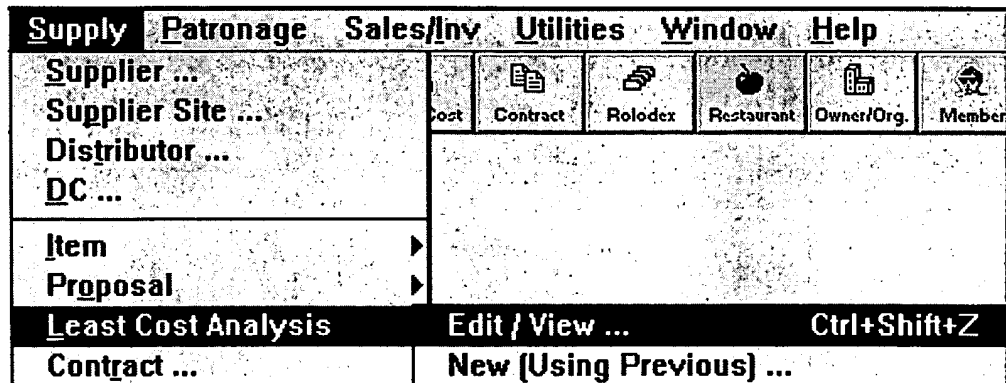 Supply Patronage Sales/Inv Utilities Window Help
Supplier ...
Supplier Site ...
Distributor ...
DC ...
Cost Contract Rolodex Restaurant Owner/Org. Member
Item
Proposal
Least Cost Analysis Edit / View ... Ctrl+Shift+Z
Contract ... New (Using Previous) ...